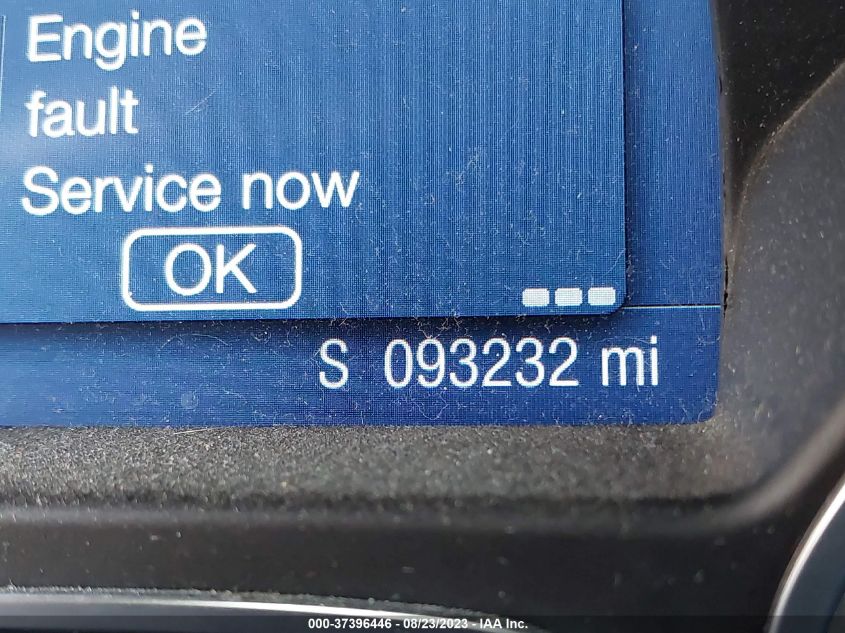 Engine
fault
Service now
OK
S 093232 mi
000-37396446 - 08/23/2023 - IAA Inc.